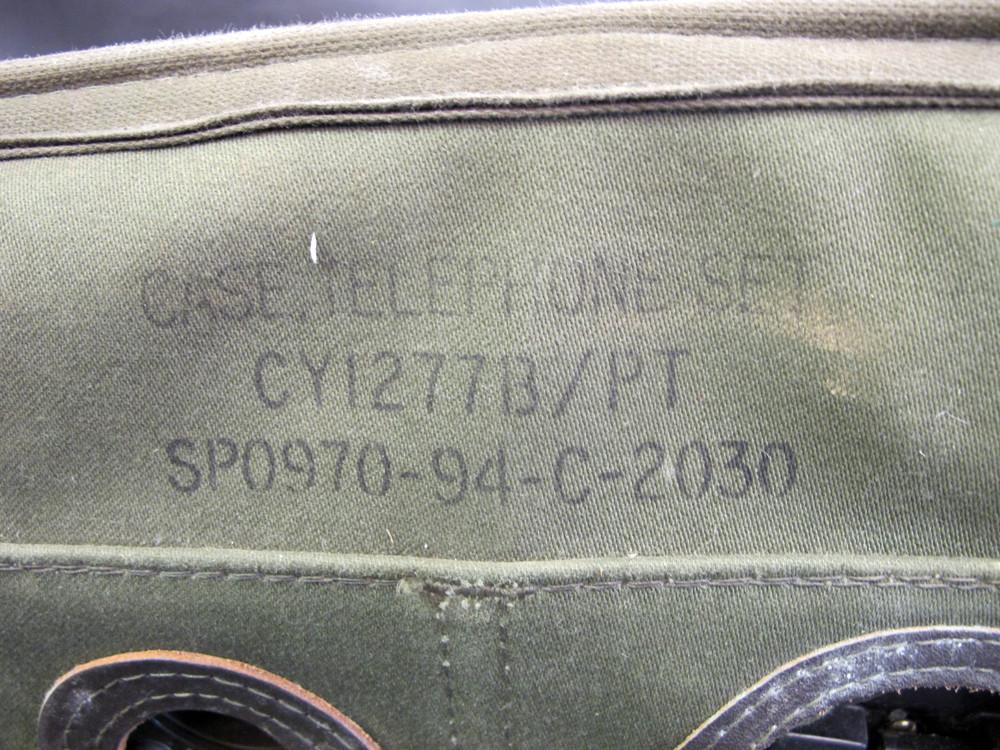 CASE,TELEPHONE SET
CY1277B/PT
SP0970-94-C-2030